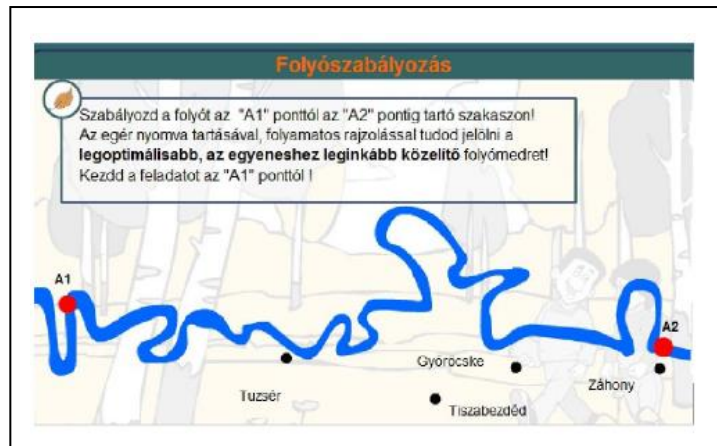 Folyószabályozás
Szabályozd a folyót az "A1" ponttól az "A2" pontig tartó szakaszon!
Az egér nyomva tartásával, folyamatos rajzolással tudod jelölni a
legoptimálisabb, az egyeneshez leginkább közelítő folyómedret!
Kezdd a feladatot az "A1" ponttól !
A1
A2
Győröcske
Záhony
Tuzsér
Tiszabezdéd